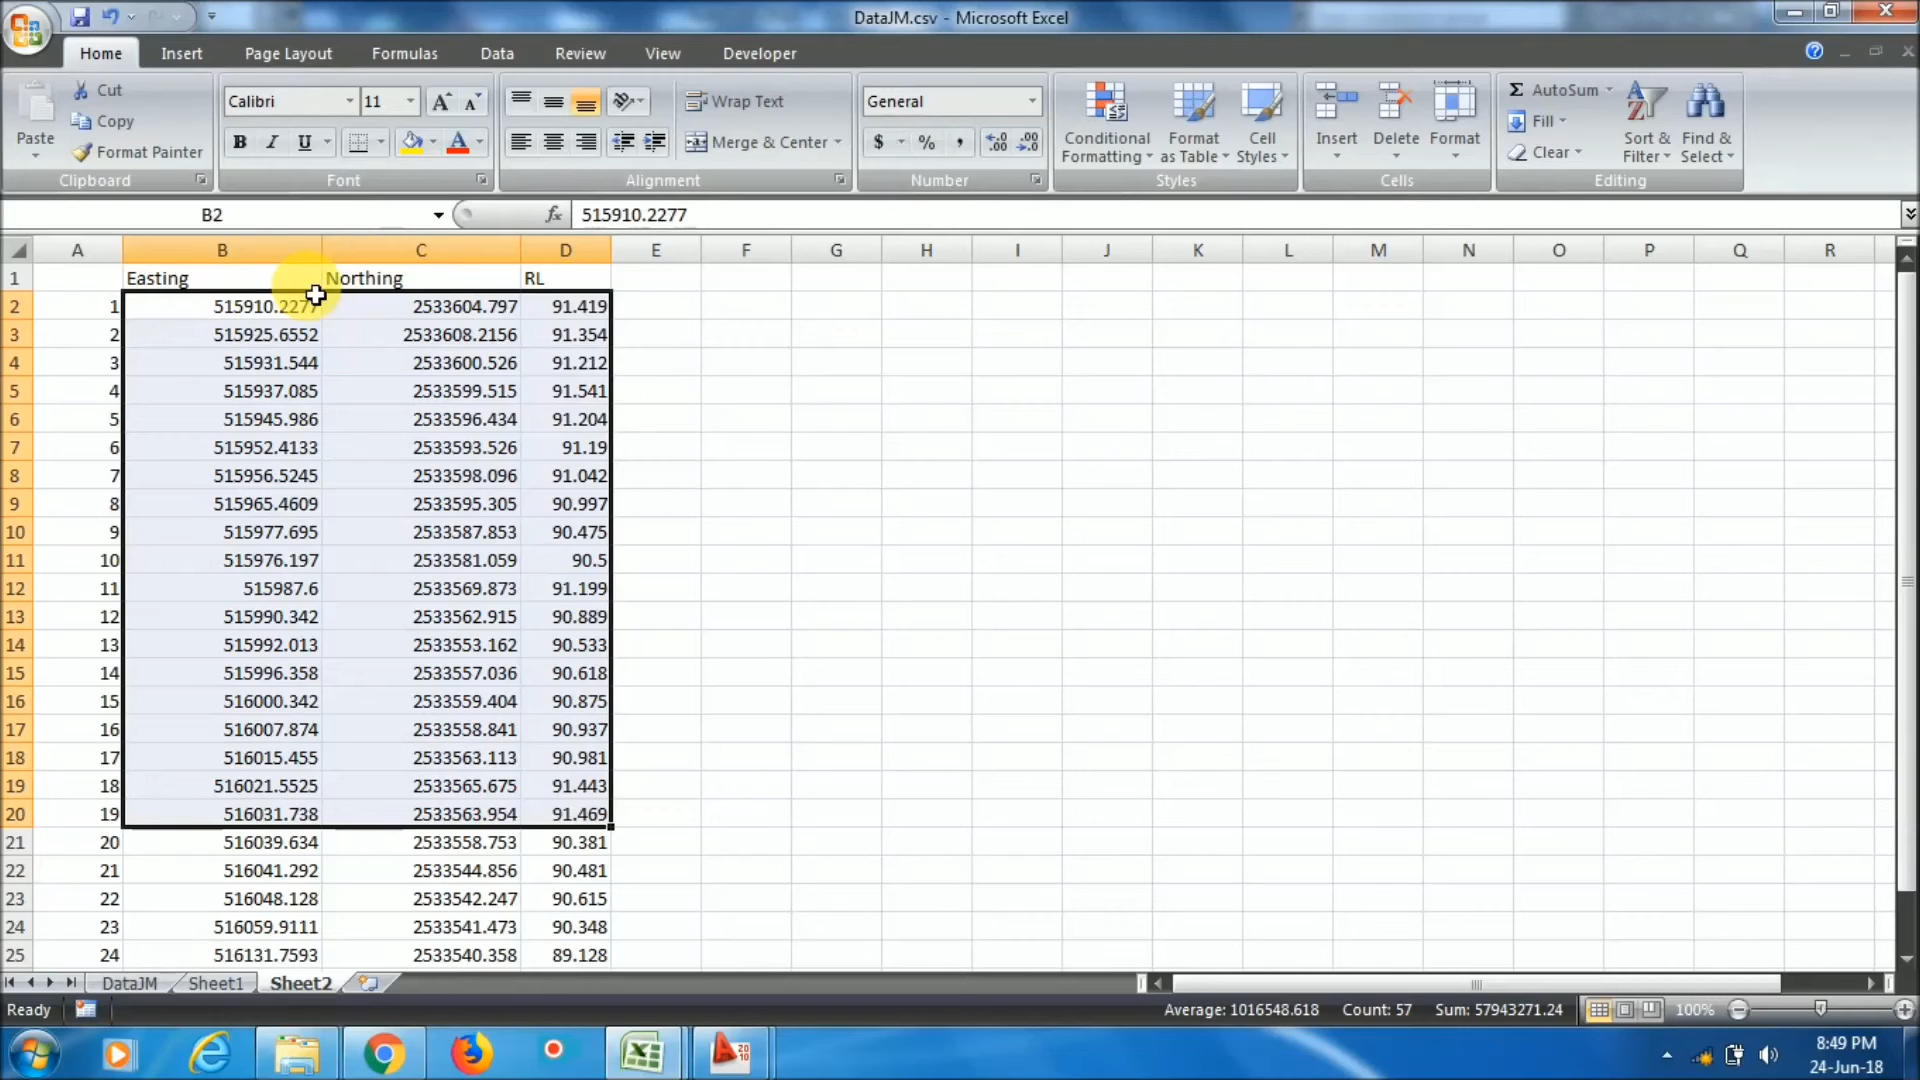 DataJM.csv - Microsoft Excel
Home Insert Page Layout Formulas Data Review View Developer
Cut Calibri 11 Wrap Text General AutoSum
Copy Fill
Paste Format Painter B I U Merge & Center $ % , Conditional Formatting Format as Table Cell Styles Insert Delete Format Clear Sort & Filter Find & Select
Clipboard Font Alignment Number Styles Cells Editing
B2 fx 515910.2277
A B C D E F G H I J K L M N O P Q R
1 Easting Northing RL
2 1 515910.2277 2533604.797 91.419
3 2 515925.6552 2533608.2156 91.354
4 3 515931.544 2533600.526 91.212
5 4 515937.085 2533599.515 91.541
6 5 515945.986 2533596.434 91.204
7 6 515952.4133 2533593.526 91.19
8 7 515956.5245 2533598.096 91.042
9 8 515965.4609 2533595.305 90.997
10 9 515977.695 2533587.853 90.475
11 10 515976.197 2533581.059 90.5
12 11 515987.6 2533569.873 91.199
13 12 515990.342 2533562.915 90.889
14 13 515992.013 2533553.162 90.533
15 14 515996.358 2533557.036 90.618
16 15 516000.342 2533559.404 90.875
17 16 516007.874 2533558.841 90.937
18 17 516015.455 2533563.113 90.981
19 18 516021.5525 2533565.675 91.443
20 19 516031.738 2533563.954 91.469
21 20 516039.634 2533558.753 90.381
22 21 516041.292 2533544.856 90.481
23 22 516048.128 2533542.247 90.615
24 23 516059.9111 2533541.473 90.348
25 24 516131.7593 2533540.358 89.128
DataJM Sheet1 Sheet2
Ready Average: 1016548.618 Count: 57 Sum: 57943271.24 100%
8:49 PM
24-Jun-18